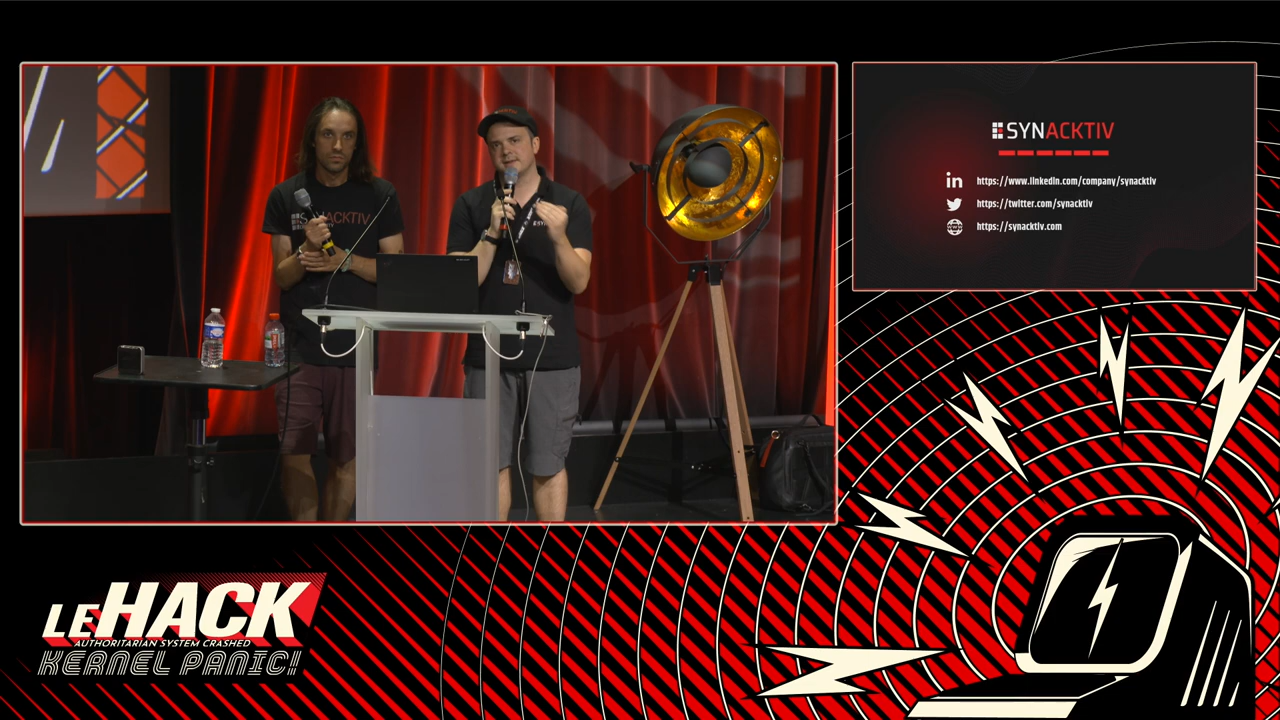 SYNACKTIV
SYNACKTIV
https://www.linkedin.com/company/synacktiv
https://twitter.com/synacktiv
https://synacktiv.com
LEHACK
AUTHORITARIAN SYSTEM CRASHED
KERNEL PANIC!